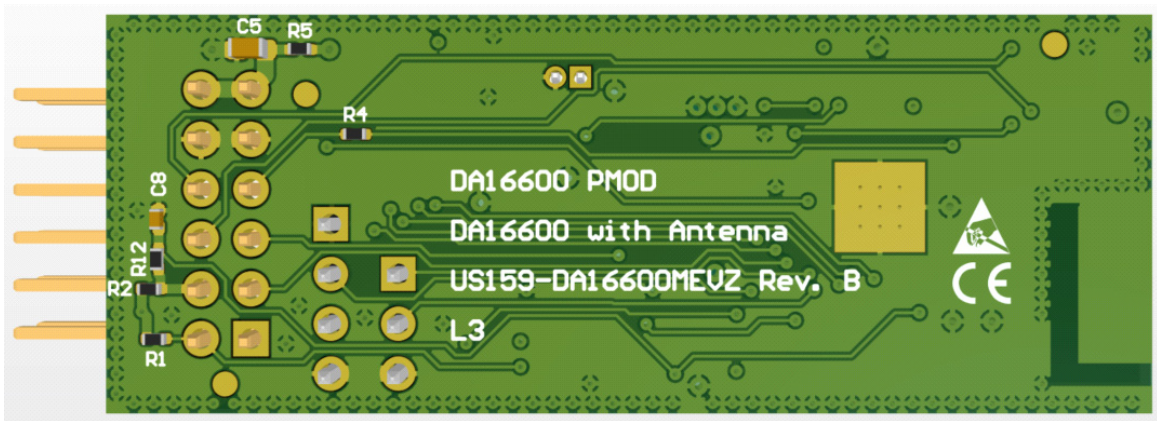 C5
R5
R4
C8
R12
R2
R1
DA16600 PMOD
DA16600 with Antenna
US159-DA16600MEVZ Rev. B
L3
CE